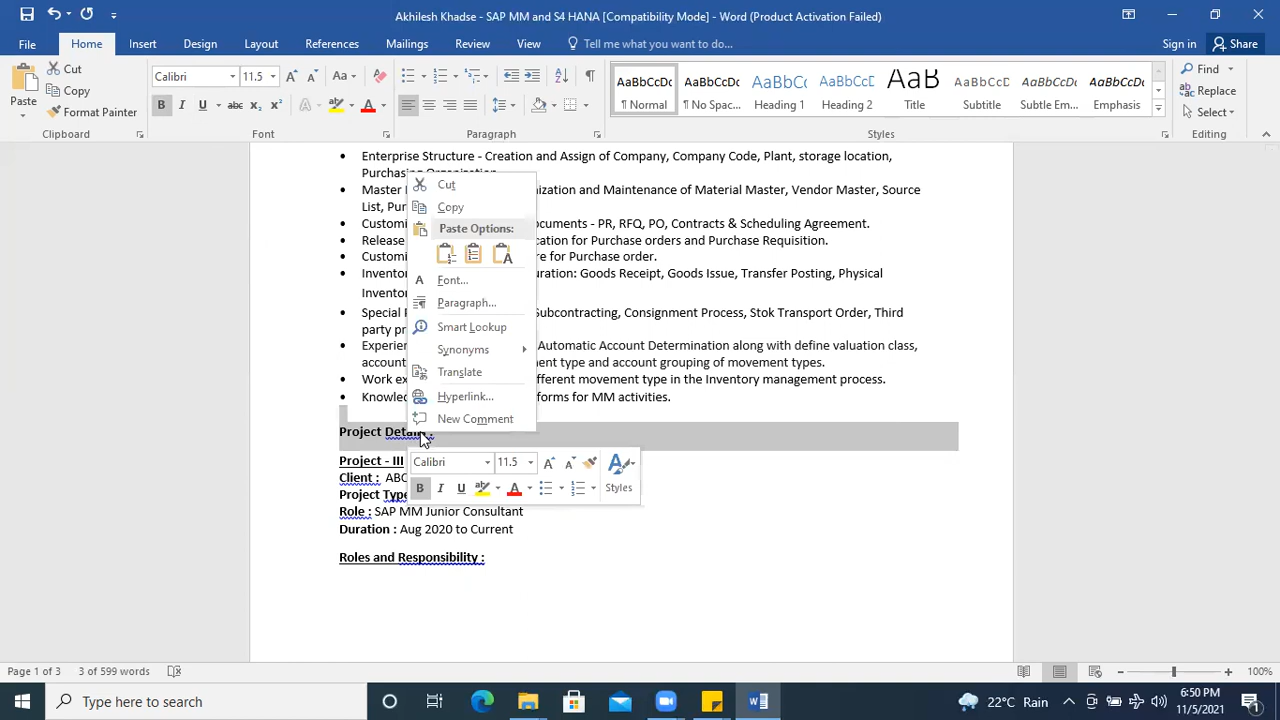 Akhilesh Khadse - SAP MM and S4 HANA [Compatibility Mode] - Word (Product Activation Failed)
File Home Insert Design Layout References Mailings Review View Tell me what you want to do... Sign in Share
Cut
Copy
Format Painter
Paste
Clipboard
Calibri 11.5
Font
Paragraph
AaBbCcDc AaBbCcDc AaBbC AaBbCcD AaB AaBbCcD AaBbCcDc AaBbCcDc
¶ Normal ¶ No Spac... Heading 1 Heading 2 Title Subtitle Subtle Em... Emphasis
Styles
Find
Replace
Select
Editing
• Enterprise Structure - Creation and Assign of Company, Company Code, Plant, storage location,
Purchasing Organization
• Master nization and Maintenance of Material Master, Vendor Master, Source
List, Pur
• Customi ocuments - PR, RFQ, PO, Contracts & Scheduling Agreement.
• Release cation for Purchase orders and Purchase Requisition.
• Custom re for Purchase order.
• Inventor uration: Goods Receipt, Goods Issue, Transfer Posting, Physical
Inventor
• Special P Subcontracting, Consignment Process, Stok Transport Order, Third
party pr
• Experien Automatic Account Determination along with define valuation class,
account ent type and account grouping of movement types.
• Work ex fferent movement type in the Inventory management process.
• Knowled forms for MM activities.
Cut
Copy
Paste Options:
Font...
Paragraph...
Smart Lookup
Synonyms
Translate
Hyperlink...
New Comment
Project Details :
Project - III
Client : ABC
Project Type
Role : SAP MM Junior Consultant
Duration : Aug 2020 to Current
Roles and Responsibility :
Calibri 11.5
B I U Styles
Page 1 of 3 3 of 599 words 100%
Type here to search 22°C Rain 6:50 PM
11/5/2021